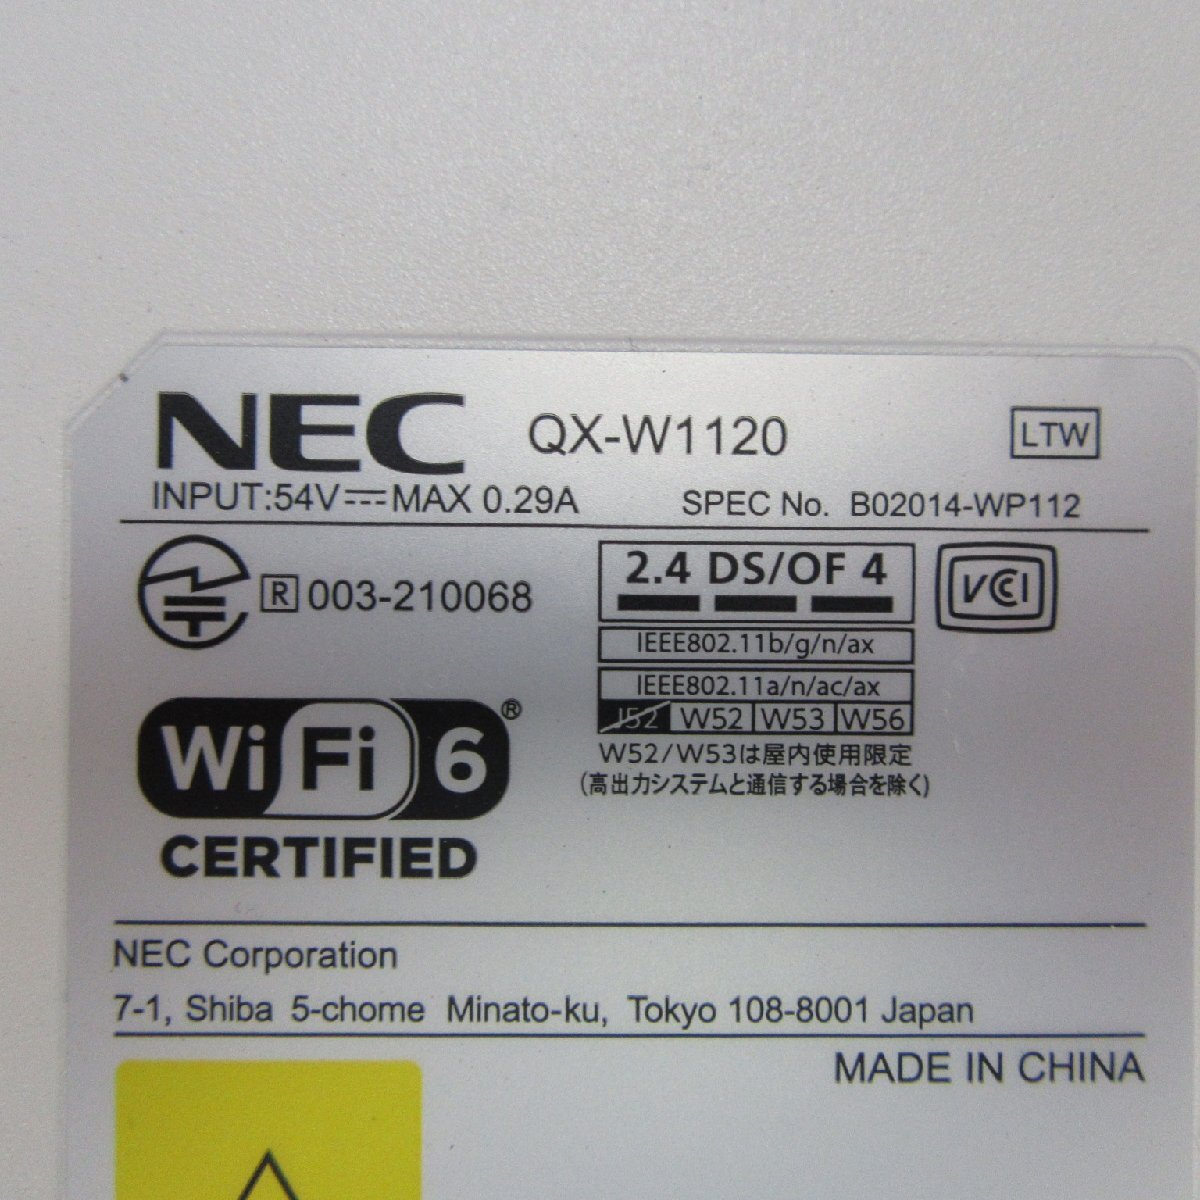 NEC QX-W1120 LTW
INPUT:54V⎓MAX 0.29A SPEC No. B02014-WP112
R 003-210068
2.4 DS/OF 4
VCCI
IEEE802.11b/g/n/ax
IEEE802.11a/n/ac/ax
J52 W52 W53 W56
W52/W53は屋内使用限定
(高出力システムと通信する場合を除く)
Wi Fi 6 ®
CERTIFIED
NEC Corporation
7-1, Shiba 5-chome Minato-ku, Tokyo 108-8001 Japan
MADE IN CHINA